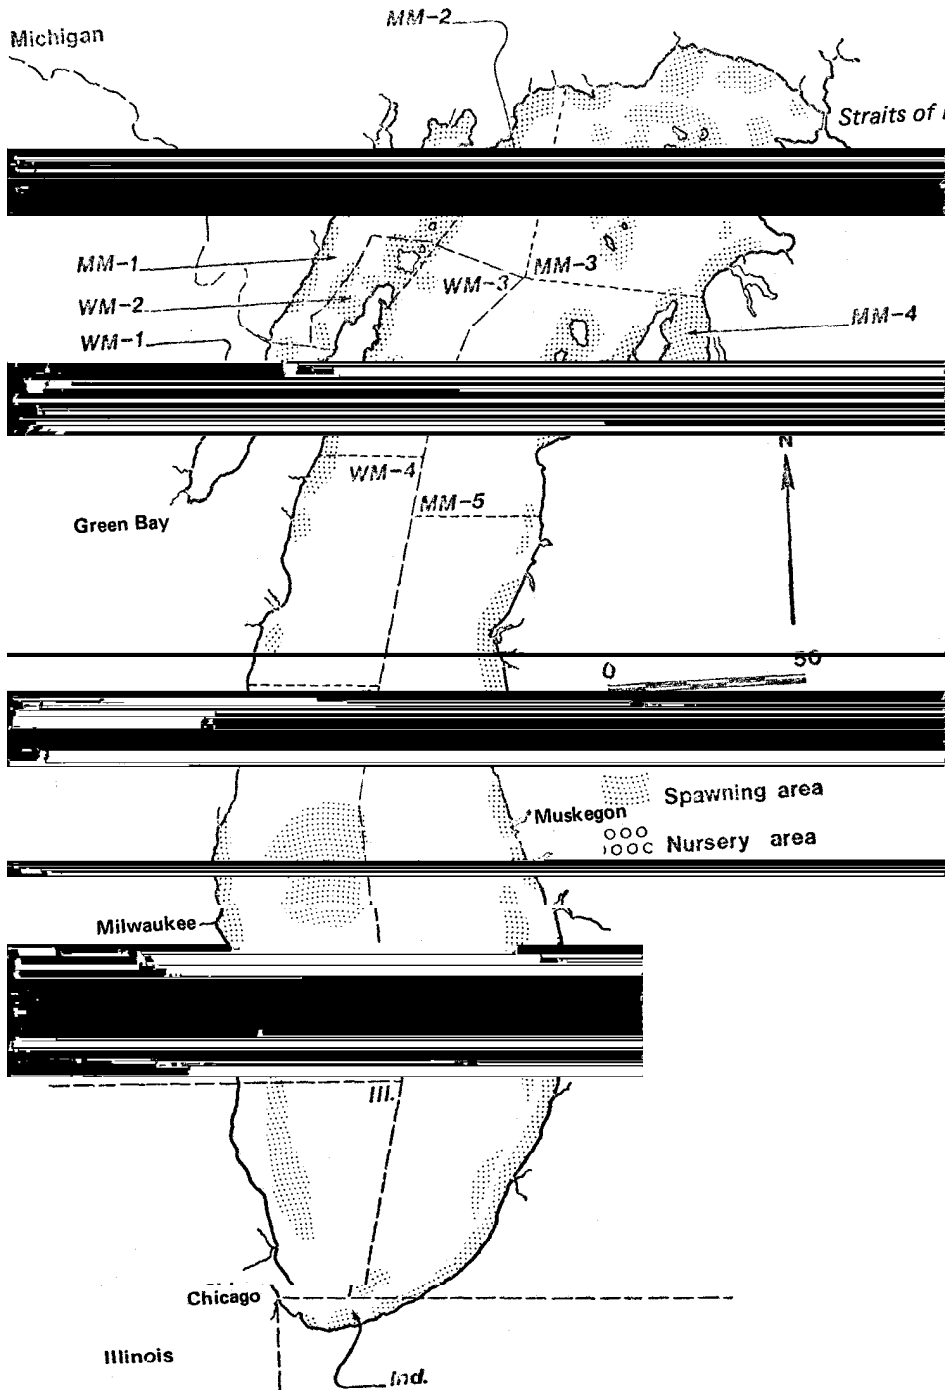 MM-2
Michigan
Straits of
MM-1
MM-3
WM-3
WM-2
MM-4
WM-1
WM-4
MM-5
Green Bay
0 50
Spawning area
Muskegon
Nursery area
Milwaukee
Ill.
Chicago
Illinois
Ind.